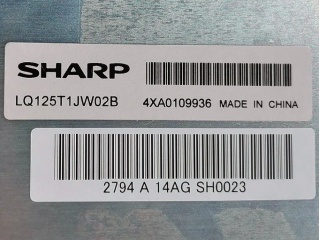 SHARP
LQ125T1JW02B 4XA0109936 MADE IN CHINA
2794 A 14AG SH0023